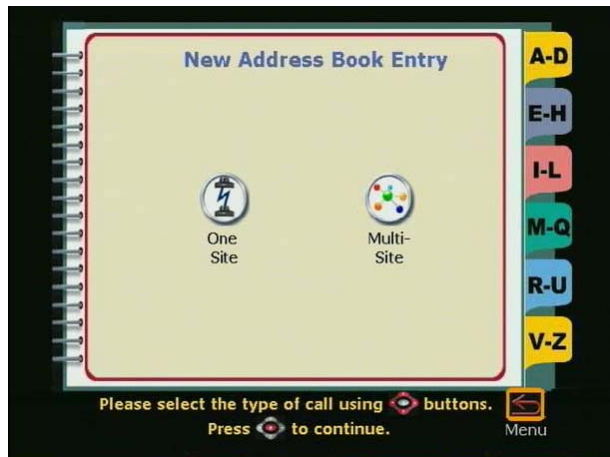 New Address Book Entry
A-D
E-H
I-L
M-Q
R-U
V-Z
One
Site
Multi-
Site
Please select the type of call using buttons.
Press to continue.
Menu